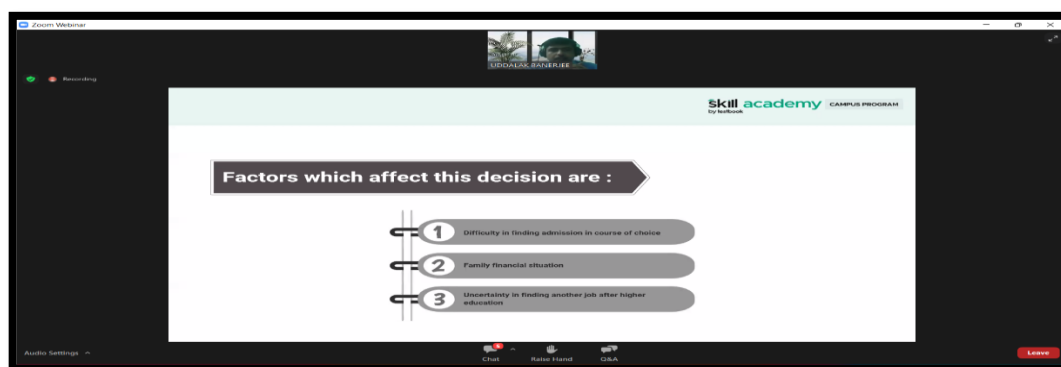 Zoom Webinar
UDDALAK BANERJEE
Recording
Skill academy CAMPUS PROGRAM
by testbook
Factors which affect this decision are :
1 Difficulty in finding admission in course of choice
2 Family financial situation
3 Uncertainty in finding another job after higher
education
Audio Settings
Chat Raise Hand Q&A
Leave